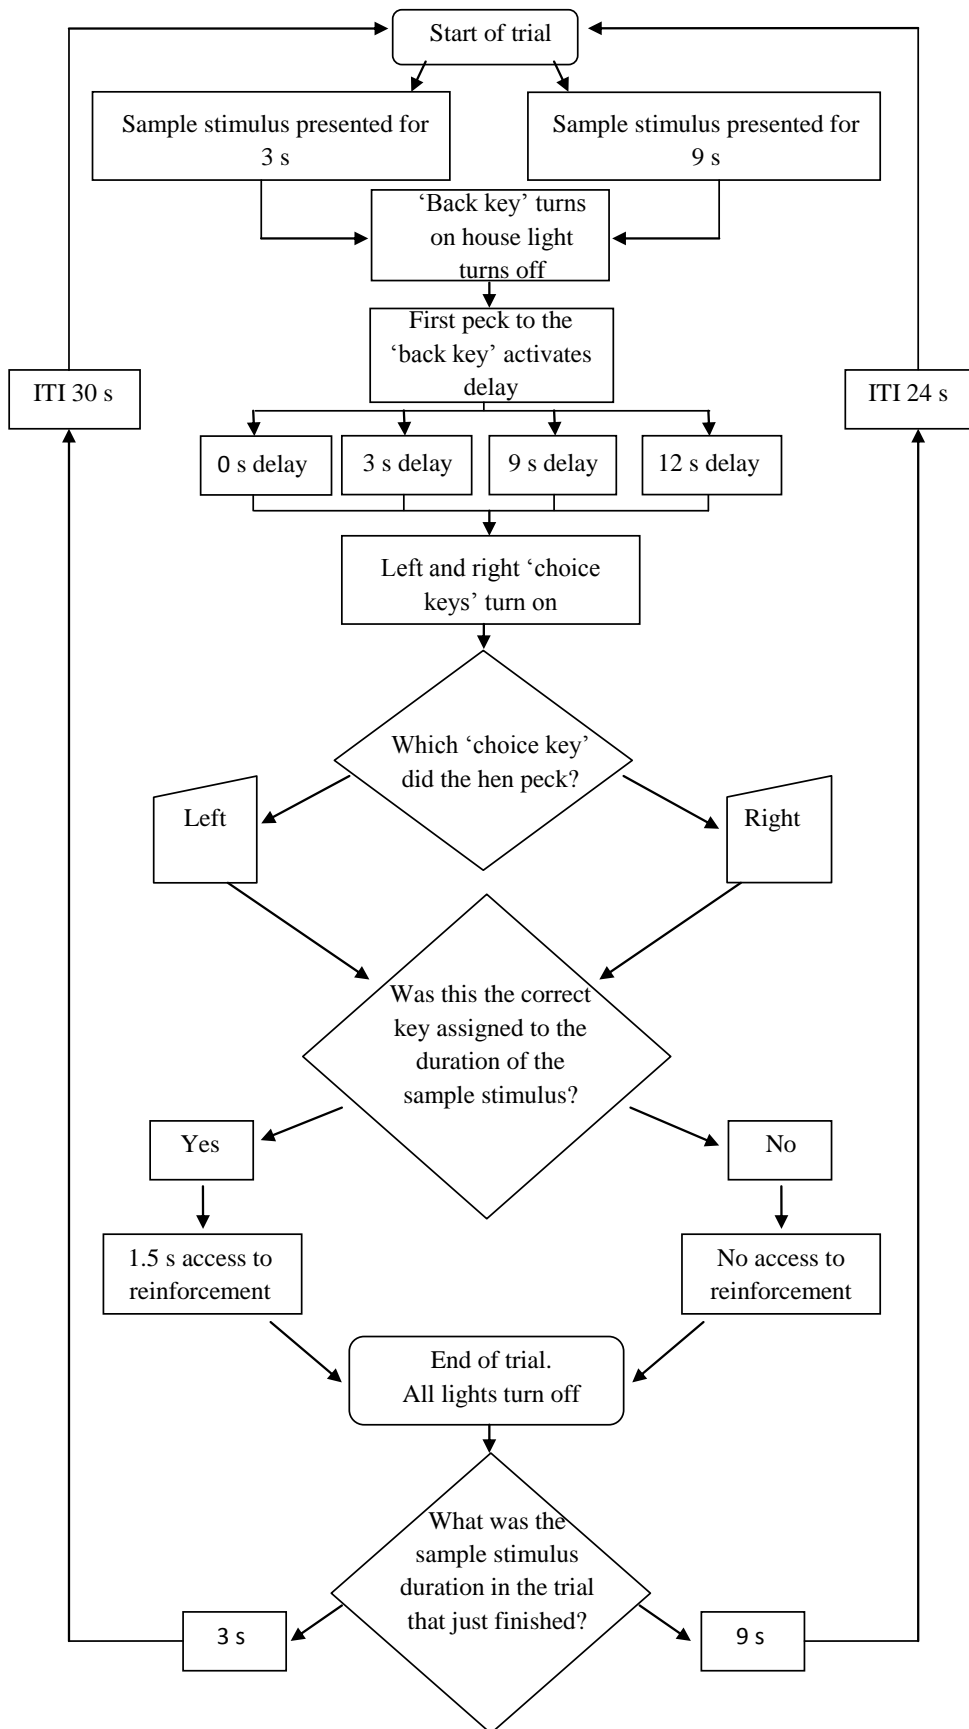 Start of trial
Sample stimulus presented for
3 s
Sample stimulus presented for
9 s
‘Back key’ turns
on house light
turns off
First peck to the
‘back key’ activates
delay
ITI 30 s
ITI 24 s
0 s delay
3 s delay
9 s delay
12 s delay
Left and right ‘choice
keys’ turn on
Which ‘choice key’
did the hen peck?
Left
Right
Was this the correct
key assigned to the
duration of the
sample stimulus?
Yes
No
1.5 s access to
reinforcement
No access to
reinforcement
End of trial.
All lights turn off
What was the
sample stimulus
duration in the trial
that just finished?
3 s
9 s